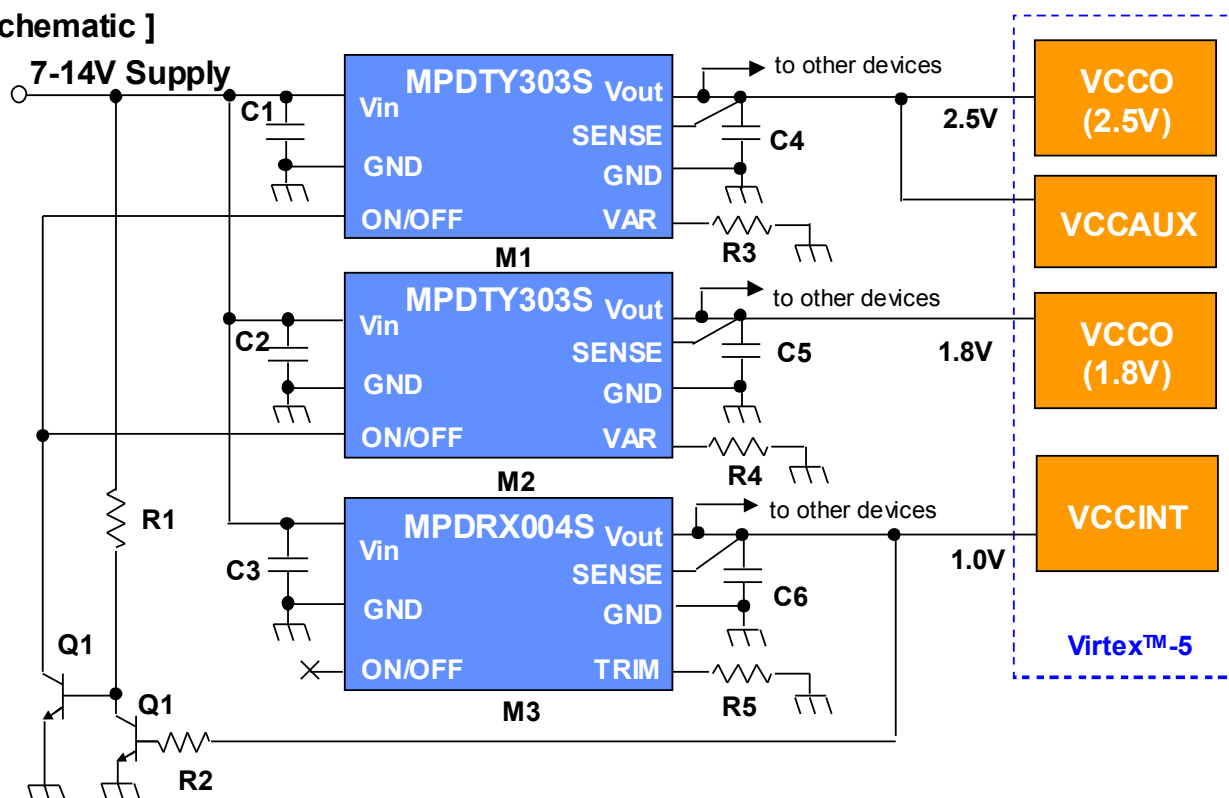 chematic ]
7-14V Supply
C1
MPDTY303S
Vin
Vout
SENSE
GND
GND
ON/OFF
VAR
M1
to other devices
C4
R3
2.5V
VCCO
(2.5V)
VCCAUX
C2
MPDTY303S
Vin
Vout
SENSE
GND
GND
ON/OFF
VAR
M2
to other devices
C5
R4
1.8V
VCCO
(1.8V)
R1
C3
MPDRX004S
Vin
Vout
SENSE
GND
GND
ON/OFF
TRIM
M3
to other devices
C6
R5
1.0V
VCCINT
Virtex™-5
Q1
Q1
R2